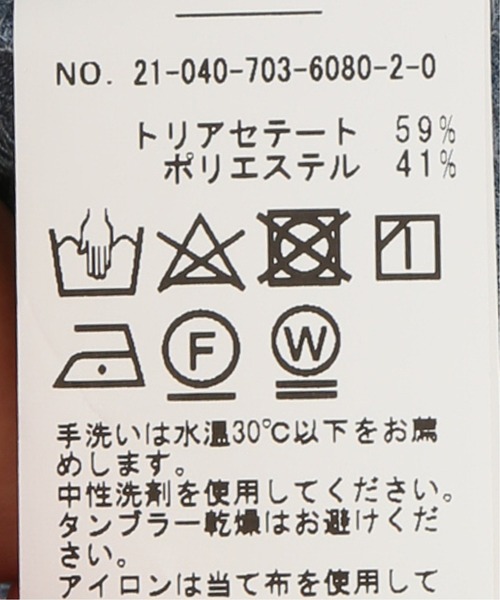 NO. 21-040-703-6080-2-0
トリアセテート 59%
ポリエステル 41%
F W
手洗いは水温30℃以下をお薦
めします。
中性洗剤を使用してください。
タンブラー乾燥はお避けくだ
さい。
アイロンは当て布を使用して